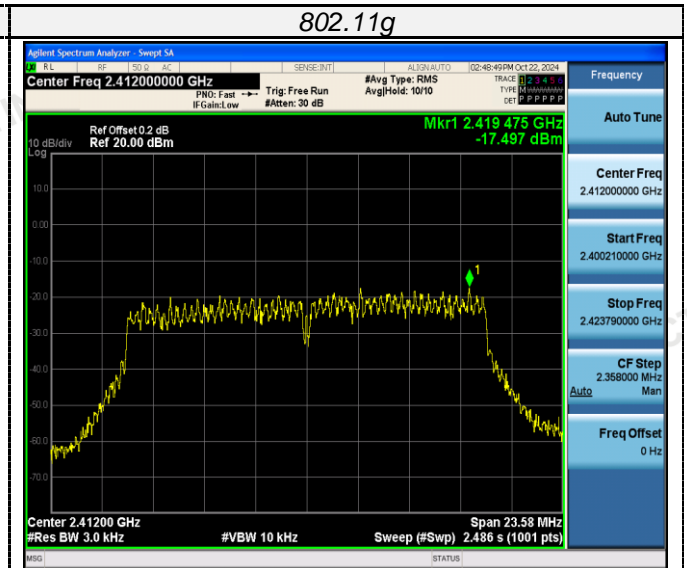 802.11g
Agilent Spectrum Analyzer - Swept SA
RL RF 50 Ω AC SENSE:INT ALIGN AUTO 02:48:49 PM Oct 22, 2024
Center Freq 2.412000000 GHz
PNO: Fast
IFGain:Low
Trig: Free Run
#Atten: 30 dB
#Avg Type: RMS
Avg|Hold: 10/10
TRACE 1 2 3 4 5 6
TYPE M
DET P P P P P P
Frequency
Mkr1 2.419 475 GHz
-17.497 dBm
Ref Offset 0.2 dB
Ref 20.00 dBm
10 dB/div
Log
10.0
0.00
-10.0
-20.0
-30.0
-40.0
-50.0
-60.0
-70.0
1
Auto Tune
Center Freq
2.412000000 GHz
Start Freq
2.400210000 GHz
Stop Freq
2.423790000 GHz
CF Step
2.358000 MHz
Auto Man
Freq Offset
0 Hz
Center 2.41200 GHz Span 23.58 MHz
#Res BW 3.0 kHz #VBW 10 kHz Sweep (#Swp) 2.486 s (1001 pts)
MSG STATUS